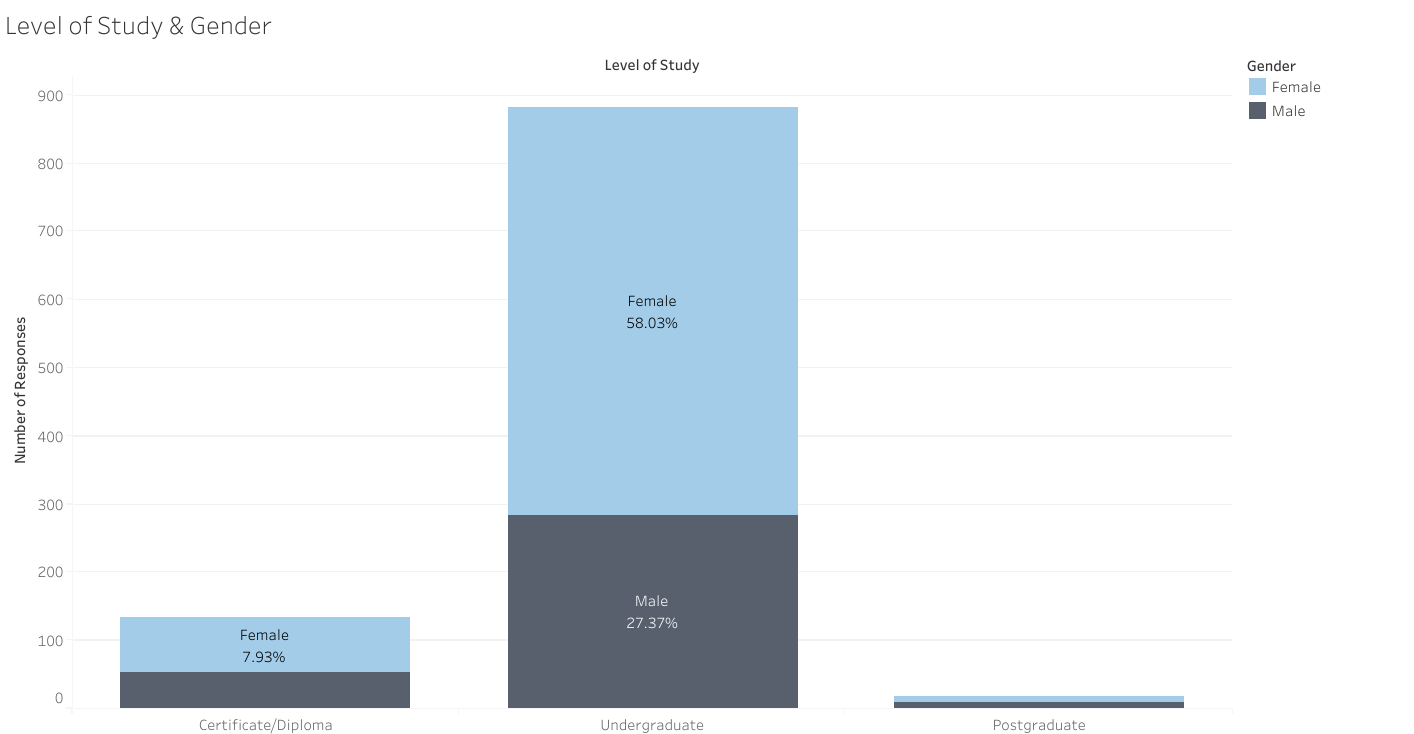 Level of Study & Gender
Level of Study
Gender
Female
Male
Number of Responses
900
800
700
600
500
400
300
200
100
0
Female
58.03%
Male
27.37%
Female
7.93%
Certificate/Diploma
Undergraduate
Postgraduate